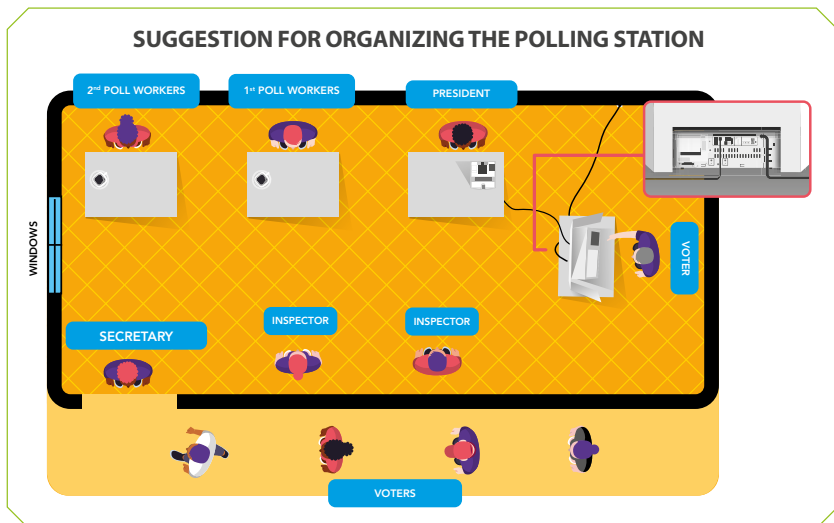 SUGGESTION FOR ORGANIZING THE POLLING STATION
2nd POLL WORKERS
1st POLL WORKERS
PRESIDENT
WINDOWS
VOTER
SECRETARY
INSPECTOR
INSPECTOR
VOTERS